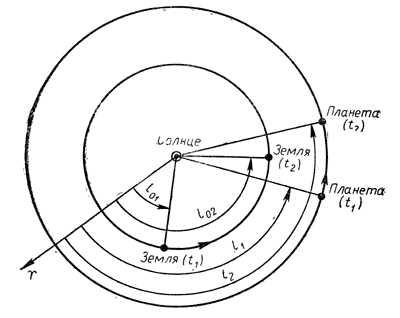 Солнце
Планета
(t₂)
Земля
(t₂)
Планета
(t₁)
l₀₁
l₀₂
l₁
l₂
Земля (t₁)
♈